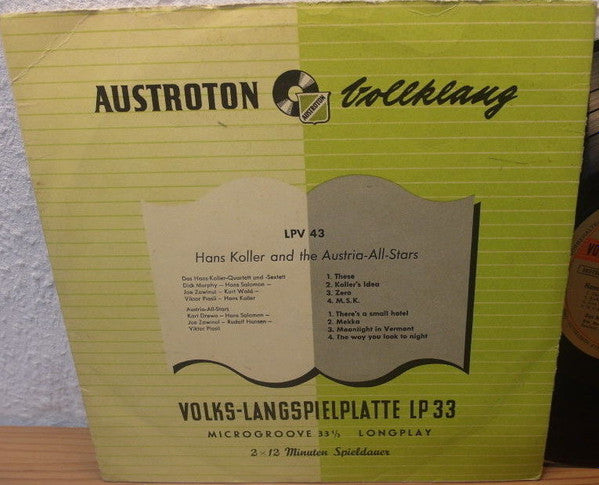 AUSTROTON Vollklang
AUSTROTON
LPV 43
Hans Koller and the Austria-All-Stars
Das Hans-Koller-Quartett und -Sextett
Dick Murphy — Hans Salomon —
Joe Zawinul — Karl Wald —
Viktor Plasil — Hans Koller
Austria-All-Stars
Karl Drewo — Hans Salomon —
Joe Zawinul — Rudolf Hansen —
Viktor Plasil
1. These
2. Koller's Idea
3. Zero
4. M.S.K.
1. There's a small hotel
2. Mekka
3. Moonlight in Vermont
4. The way you look to night
VOLKS-LANGSPIELPLATTE LP 33
MICROGROOVE 33⅓ LONGPLAY
2×12 Minuten Spieldauer